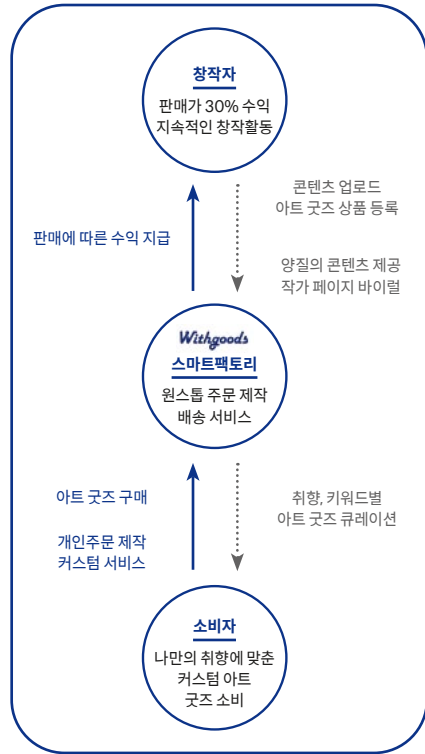 창작자
판매가 30% 수익
지속적인 창작활동
콘텐츠 업로드
아트 굿즈 상품 등록
판매에 따른 수익 지급
양질의 콘텐츠 제공
작가 페이지 바이럴
Withgoods
스마트팩토리
원스톱 주문 제작
배송 서비스
아트 굿즈 구매
개인주문 제작
커스텀 서비스
취향, 키워드별
아트 굿즈 큐레이션
소비자
나만의 취향에 맞춘
커스텀 아트
굿즈 소비